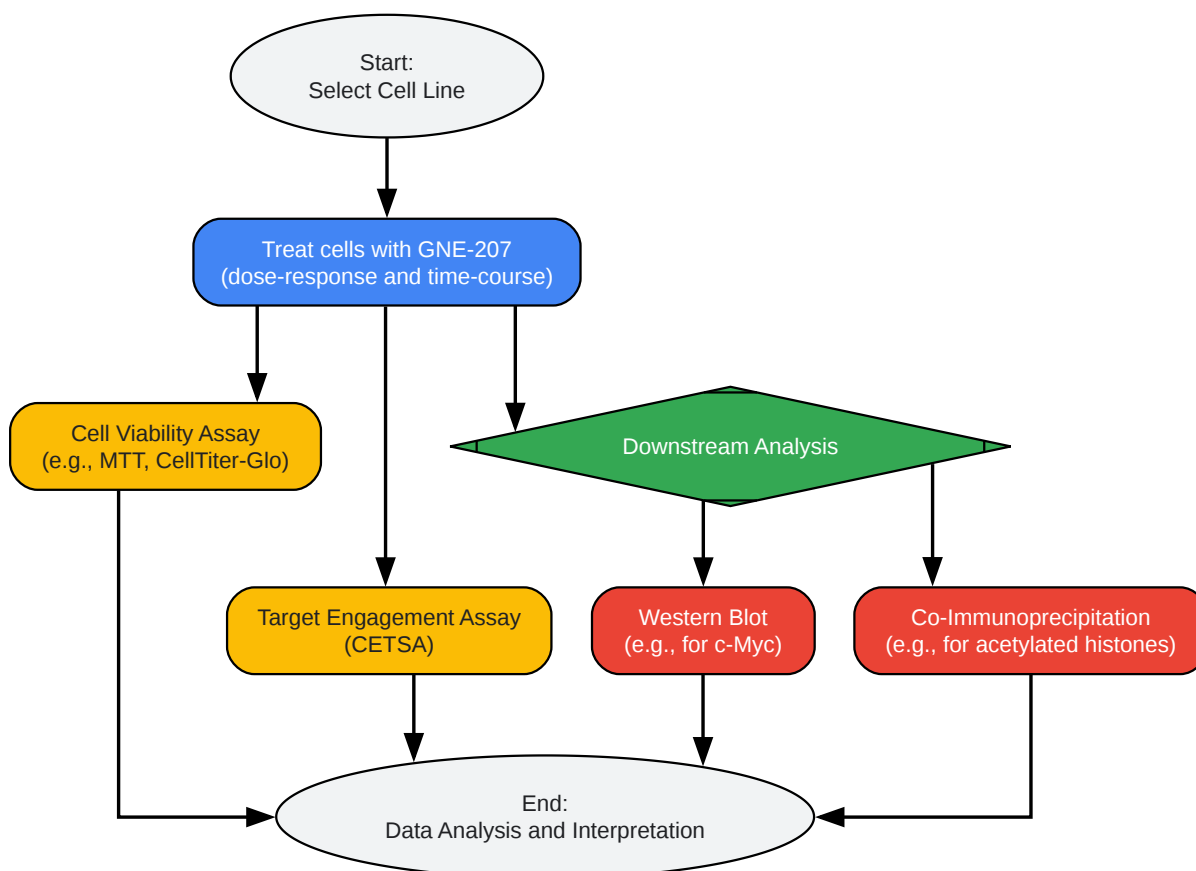 Start:
Select Cell Line
Treat cells with GNE-207
(dose-response and time-course)
Cell Viability Assay
(e.g., MTT, CellTiter-Glo)
Downstream Analysis
Target Engagement Assay
(CETSA)
Western Blot
(e.g., for c-Myc)
Co-Immunoprecipitation
(e.g., for acetylated histones)
End:
Data Analysis and Interpretation